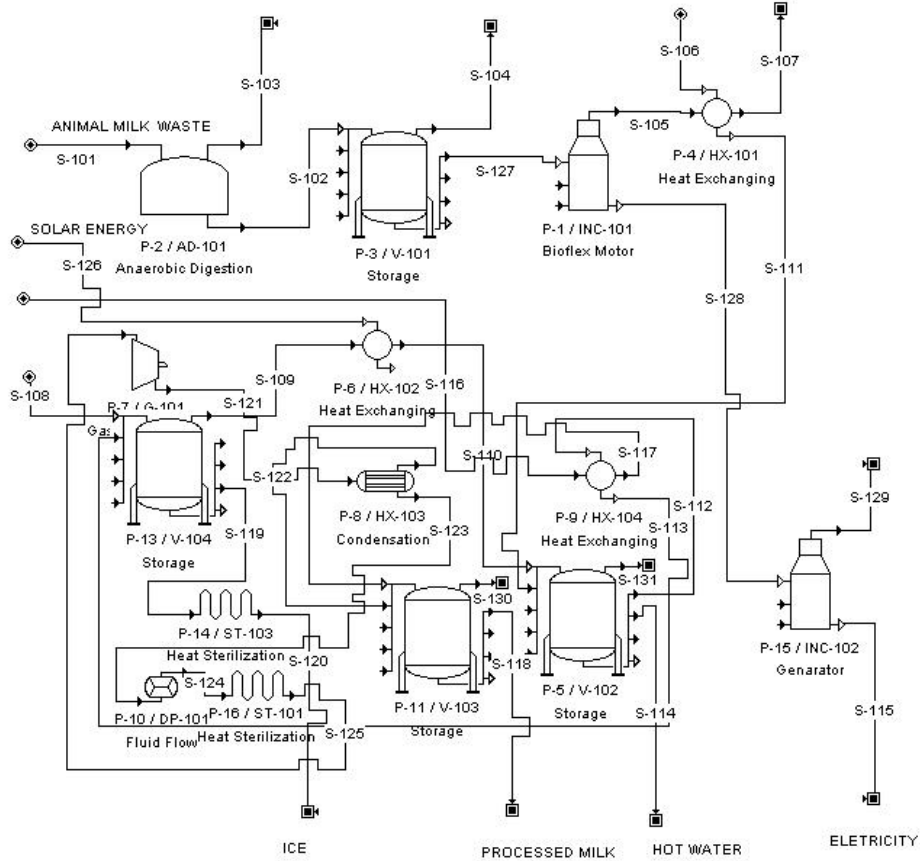 S-106
S-107
S-103
S-104
ANIMAL MILK WASTE
S-105
S-101
S-102
S-127
P-4 / HX-101
Heat Exchanging
SOLAR ENERGY
P-2 / AD-101
Anaerobic Digestion
P-3 / V-101
Storage
P-1 / INC-101
Bioflex Motor
S-126
S-111
S-128
S-108
S-109
P-6 / HX-102
Heat Exchanging
S-116
P-7 / G-101
S-121
Gas
S-110
S-117
S-122
S-112
S-123
S-113
S-129
P-8 / HX-103
Condensation
P-9 / HX-104
Heat Exchanging
S-119
P-13 / V-104
Storage
S-130
S-131
P-14 / ST-103
Heat Sterilization
S-120
S-118
P-15 / INC-102
Genarator
S-124
P-10 / DP-101
Fluid Flow
P-16 / ST-101
Heat Sterilization
S-125
P-11 / V-103
Storage
P-5 / V-102
Storage
S-114
S-115
ICE
PROCESSED MILK
HOT WATER
ELETRICITY